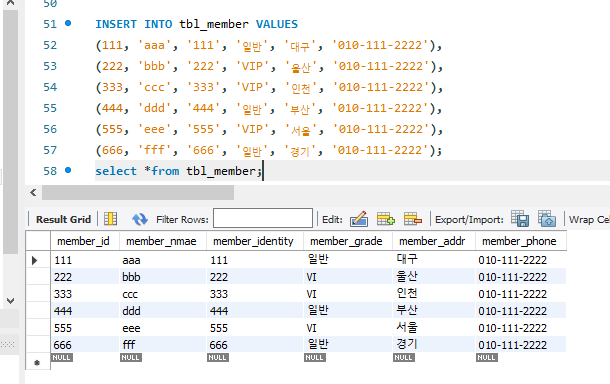 50
51 INSERT INTO tbl_member VALUES
52 (111, 'aaa', '111', '일반', '대구', '010-111-2222'),
53 (222, 'bbb', '222', 'VIP', '울산', '010-111-2222'),
54 (333, 'ccc', '333', 'VIP', '인천', '010-111-2222'),
55 (444, 'ddd', '444', '일반', '부산', '010-111-2222'),
56 (555, 'eee', '555', 'VIP', '서울', '010-111-2222'),
57 (666, 'fff', '666', '일반', '경기', '010-111-2222');
58 select *from tbl_member;
Result Grid Filter Rows: Edit: Export/Import: Wrap Cel
member_id member_nmae member_identity member_grade member_addr member_phone
111 aaa 111 일반 대구 010-111-2222
222 bbb 222 VI 울산 010-111-2222
333 ccc 333 VI 인천 010-111-2222
444 ddd 444 일반 부산 010-111-2222
555 eee 555 VI 서울 010-111-2222
666 fff 666 일반 경기 010-111-2222
NULL NULL NULL NULL NULL NULL